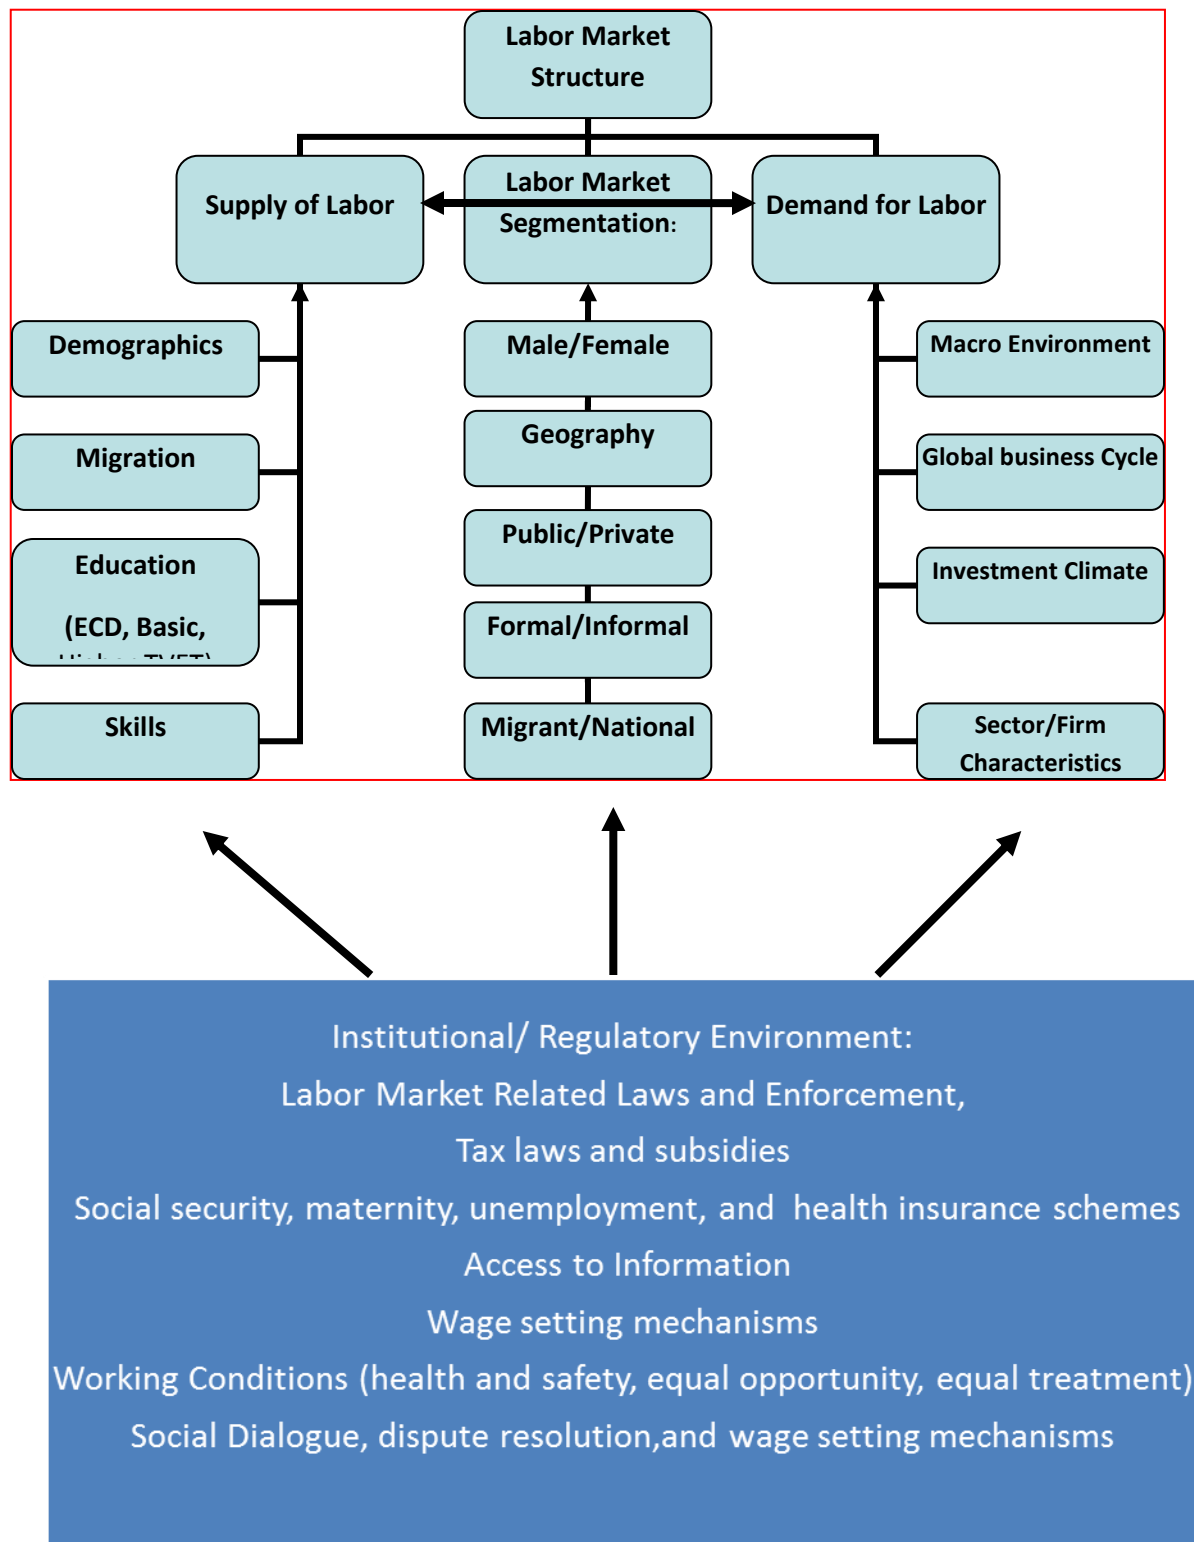 Labor Market
Structure
Supply of Labor
Labor Market
Segmentation:
Demand for Labor
Demographics
Migration
Education
(ECD, Basic,
Skills
Male/Female
Geography
Public/Private
Formal/Informal
Migrant/National
Macro Environment
Global business Cycle
Investment Climate
Sector/Firm
Characteristics
Institutional/ Regulatory Environment:
Labor Market Related Laws and Enforcement,
Tax laws and subsidies
Social security, maternity, unemployment, and  health insurance schemes
Access to Information
Wage setting mechanisms
Working Conditions (health and safety, equal opportunity, equal treatment)
Social Dialogue, dispute resolution,and wage setting mechanisms